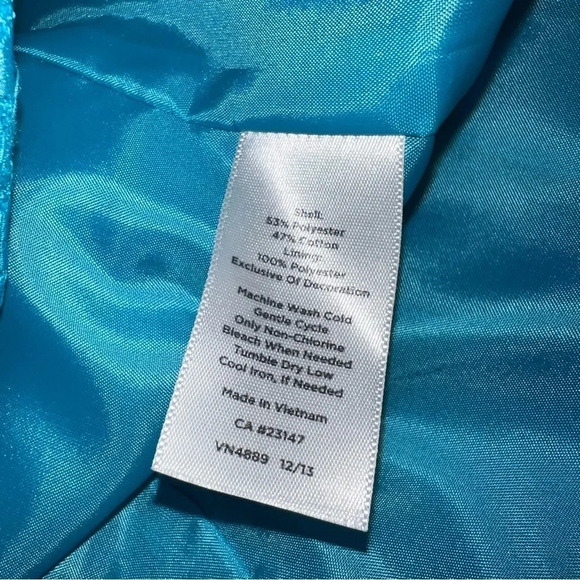 Shell:
53% Polyester
47% Cotton
Lining:
100% Polyester
Exclusive Of Decoration
Machine Wash Cold
Gentle Cycle
Only Non-Chlorine
Bleach When Needed
Tumble Dry Low
Cool Iron, If Needed
Made in Vietnam
CA #23147
VN4889 12/13